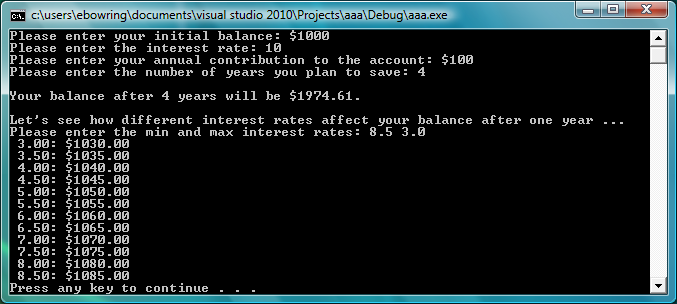 c:\users\ebowring\documents\visual studio 2010\Projects\aaa\Debug\aaa.exe
Please enter your initial balance: $1000
Please enter the interest rate: 10
Please enter your annual contribution to the account: $100
Please enter the number of years you plan to save: 4

Your balance after 4 years will be $1974.61.

Let's see how different interest rates affect your balance after one year ...
Please enter the min and max interest rates: 8.5 3.0
3.00: $1030.00
3.50: $1035.00
4.00: $1040.00
4.50: $1045.00
5.00: $1050.00
5.50: $1055.00
6.00: $1060.00
6.50: $1065.00
7.00: $1070.00
7.50: $1075.00
8.00: $1080.00
8.50: $1085.00
Press any key to continue . . .